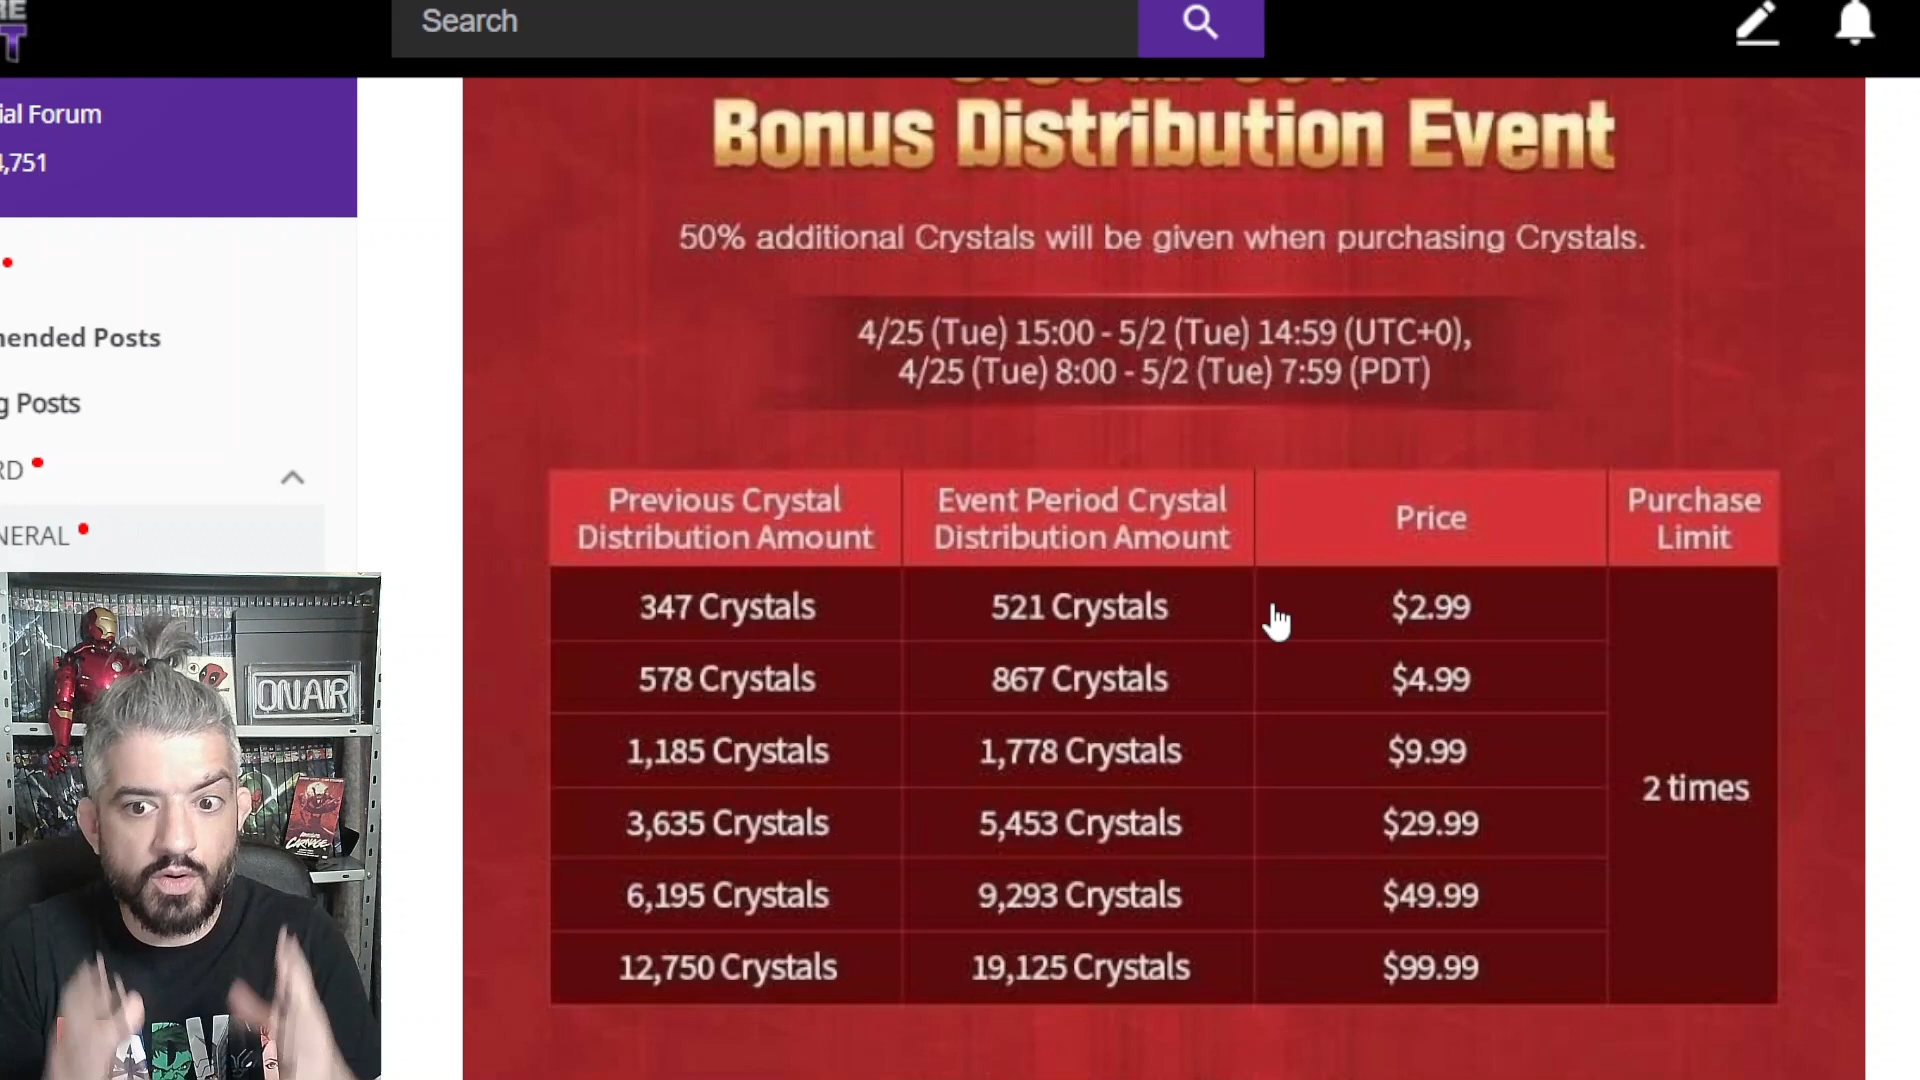 Search
ial Forum
4,751
Bonus Distribution Event
50% additional Crystals will be given when purchasing Crystals.
4/25 (Tue) 15:00 - 5/2 (Tue) 14:59 (UTC+0),
4/25 (Tue) 8:00 - 5/2 (Tue) 7:59 (PDT)
nended Posts
g Posts
RD
NERAL
Previous Crystal Distribution Amount
Event Period Crystal Distribution Amount
Price
Purchase Limit
347 Crystals
521 Crystals
$2.99
578 Crystals
867 Crystals
$4.99
1,185 Crystals
1,778 Crystals
$9.99
2 times
3,635 Crystals
5,453 Crystals
$29.99
6,195 Crystals
9,293 Crystals
$49.99
12,750 Crystals
19,125 Crystals
$99.99
ON AIR
CARNAGE